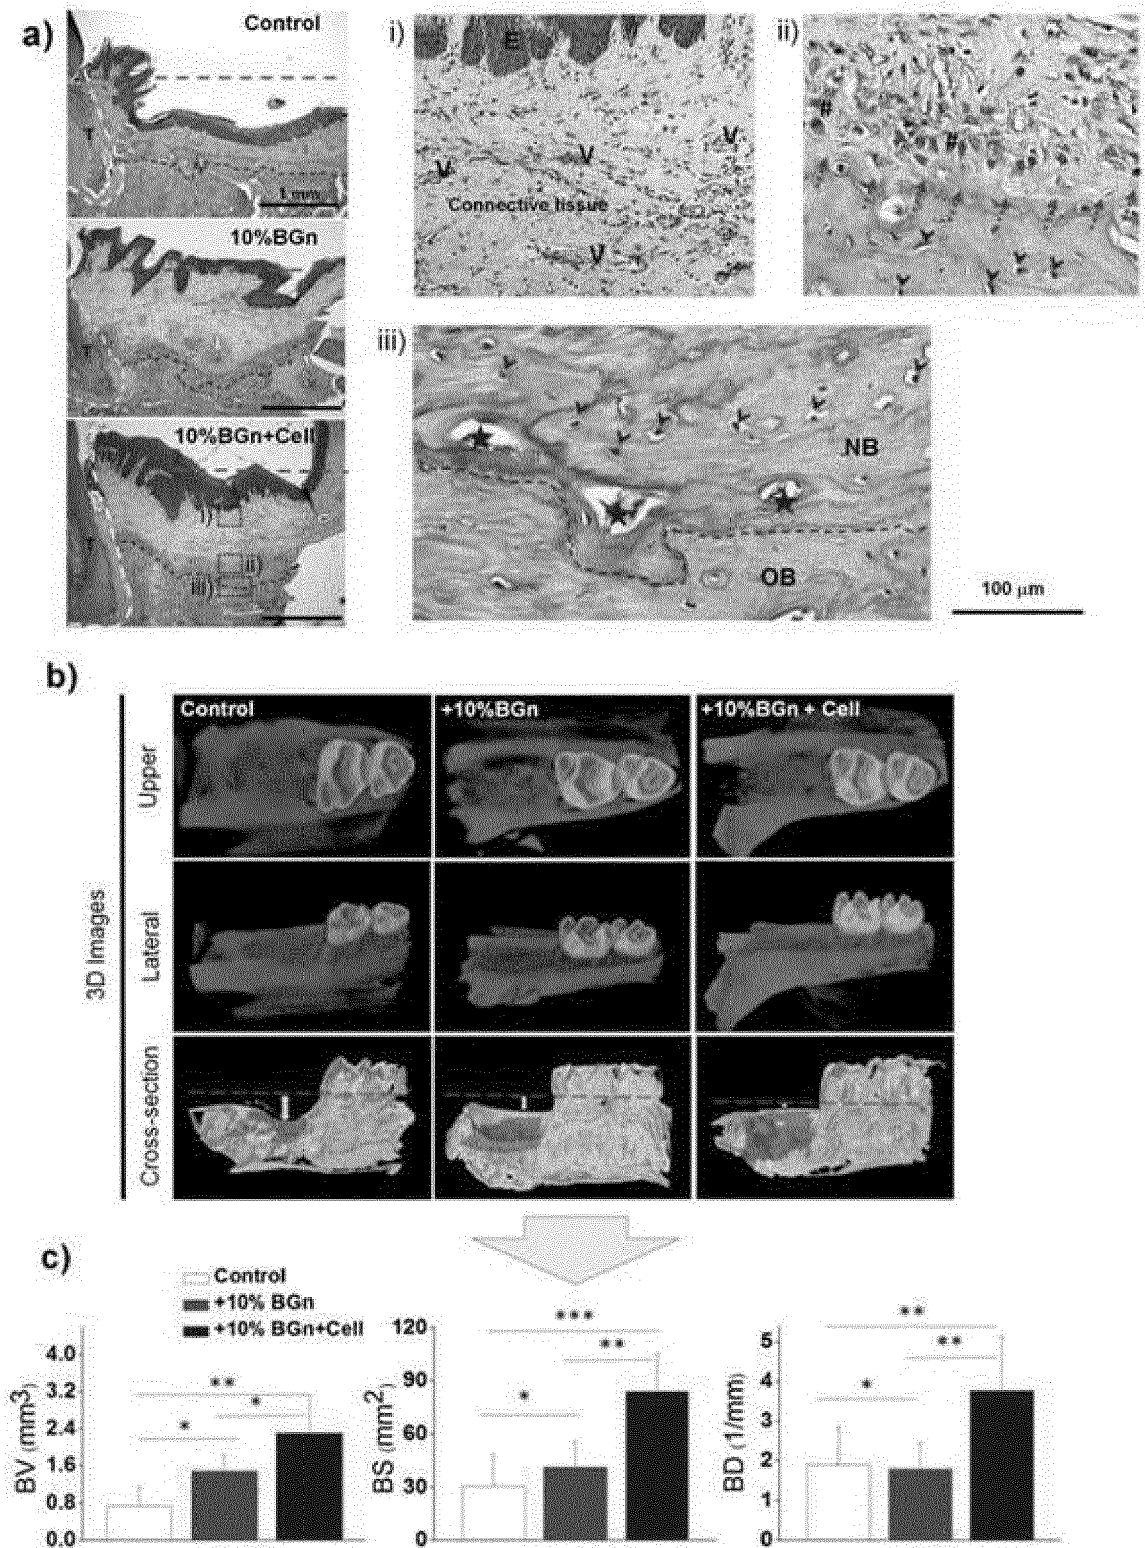 a)
Control
T
1 mm
10%BGn
T
10%BGn+Cell
T
i)
ii)
iii)
i)
E
V
V
V
Connective tissue
V
ii)
#
#
iii)
NB
OB
100 μm
b)
Control
+10%BGn
+10%BGn + Cell
3D Images
Upper
Lateral
Cross-section
c)
Control
+10% BGn
+10% BGn+Cell
BV (mm3)
4.0
3.2
2.4
1.6
0.8
0.0
**
*
*
BS (mm2)
120
90
60
30
0
***
**
*
BD (1/mm)
5
4
3
2
1
0
**
**
*